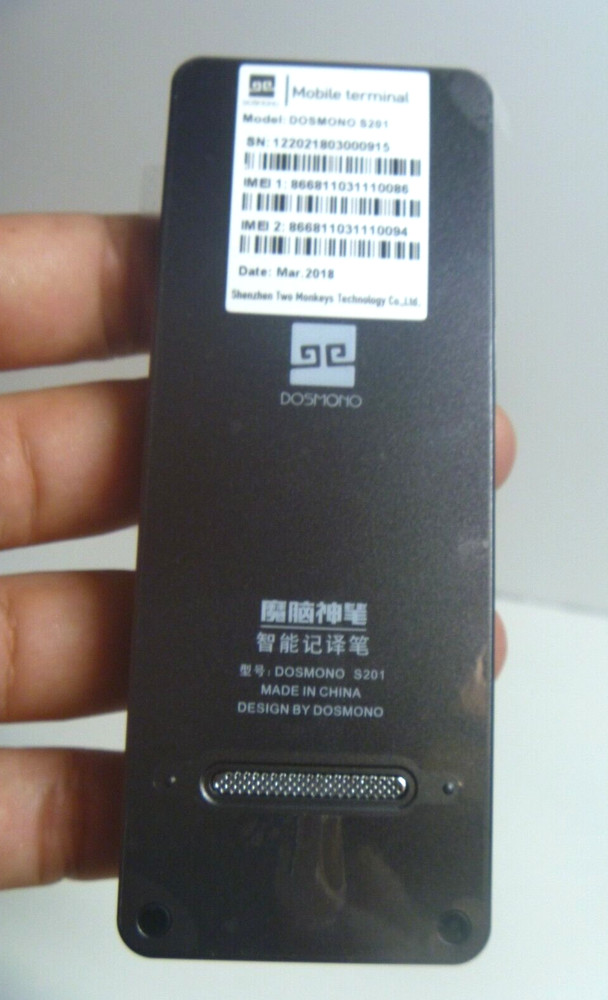 Mobile terminal
Model: DOSMONO S201
SN: 122021803000915
IMEI 1: 866811031110086
IMEI 2: 866811031110094
Date: Mar.2018
Shenzhen Two Monkeys Technology Co.,Ltd.
DOSMONO
魔脑神笔
智能记译笔
型号: DOSMONO S201
MADE IN CHINA
DESIGN BY DOSMONO